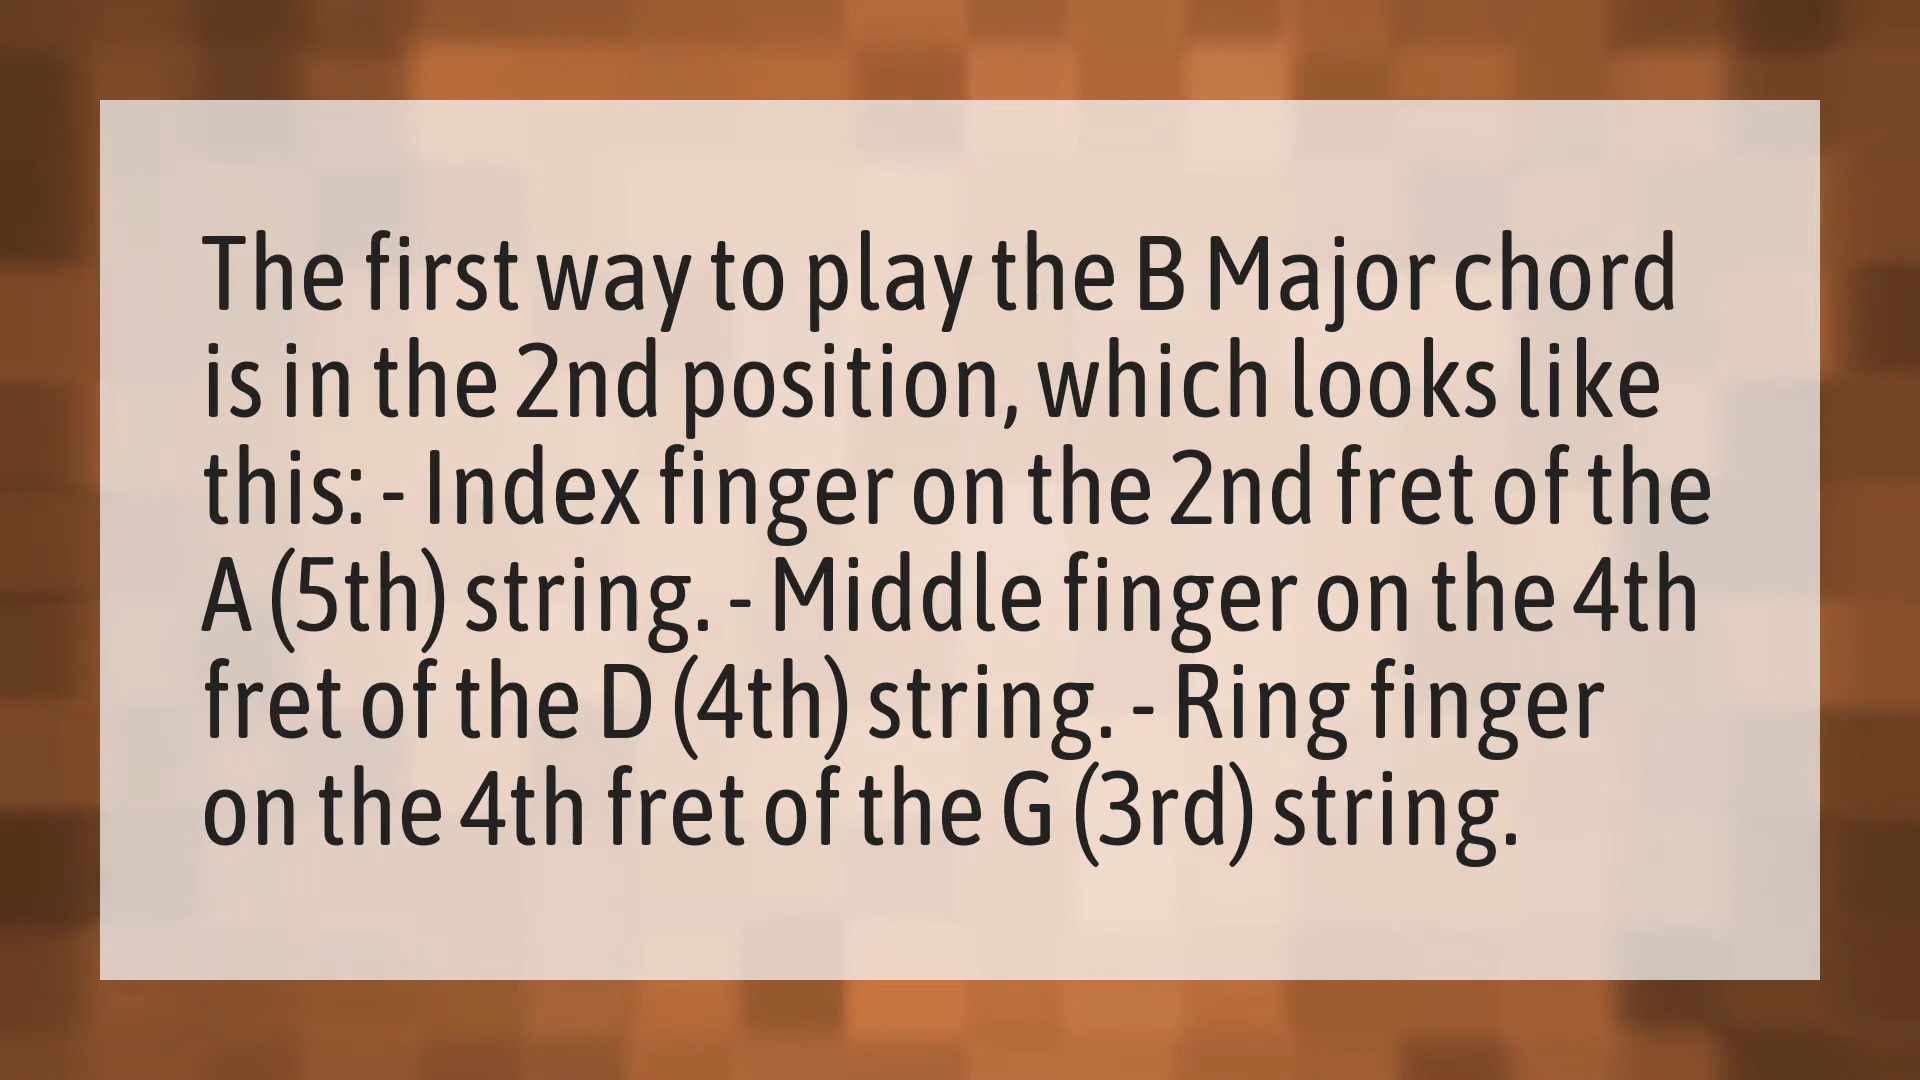 The first way to play the B Major chord
is in the 2nd position, which looks like
this: - Index finger on the 2nd fret of the
A (5th) string. - Middle finger on the 4th
fret of the D (4th) string. - Ring finger
on the 4th fret of the G (3rd) string.